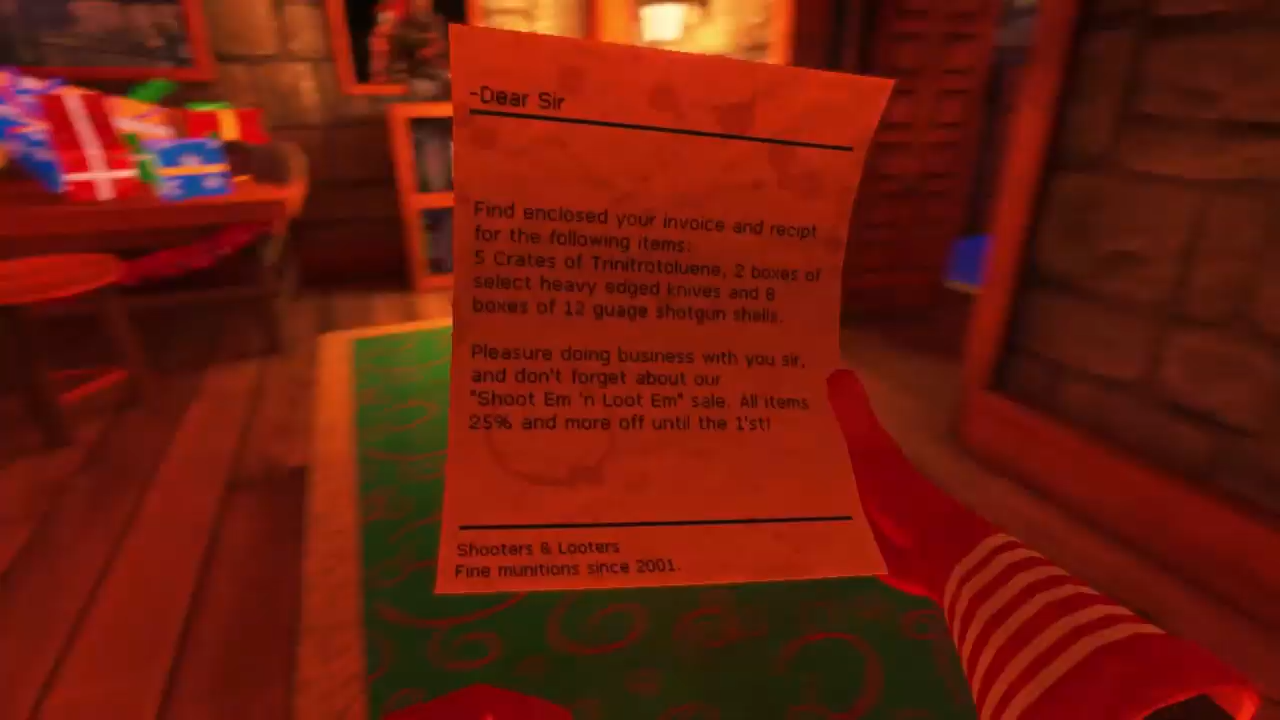 -Dear Sir
Find enclosed your invoice and recipt
for the following items:
5 Crates of Trinitrotoluene, 2 boxes of
select heavy edged knives and 8
boxes of 12 guage shotgun shells.
Pleasure doing business with you sir,
and don't forget about our
"Shoot Em 'n Loot Em" sale. All items
25% and more off until the 1'st!
Shooters & Looters
Fine munitions since 2001.